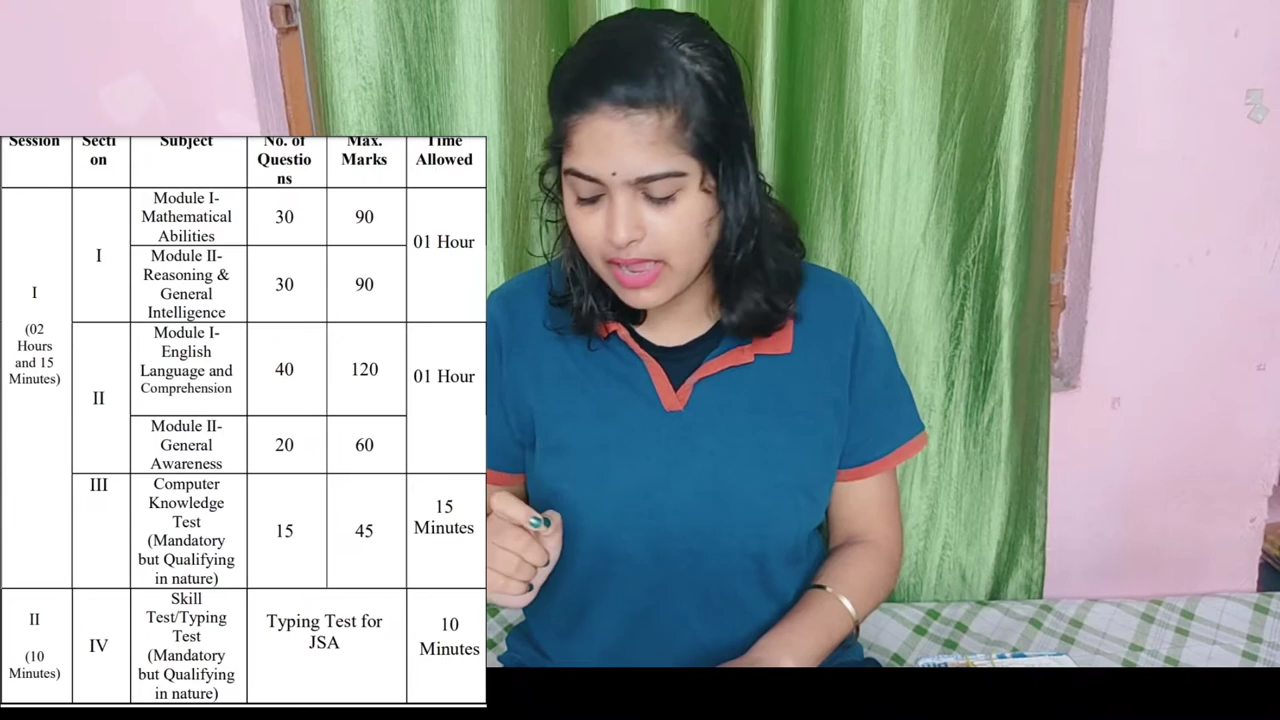 Session
Secti
on
Subject
No. of
Questio
ns
Max.
Marks
Time
Allowed
I
(02
Hours
and 15
Minutes)
I
Module I-
Mathematical
Abilities
30
90
01 Hour
Module II-
Reasoning &
General
Intelligence
30
90
II
Module I-
English
Language and
Comprehension
40
120
01 Hour
Module II-
General
Awareness
20
60
III
Computer
Knowledge
Test
(Mandatory
but Qualifying
in nature)
15
45
15
Minutes
II
(10
Minutes)
IV
Skill
Test/Typing
Test
(Mandatory
but Qualifying
in nature)
Typing Test for
JSA
10
Minutes